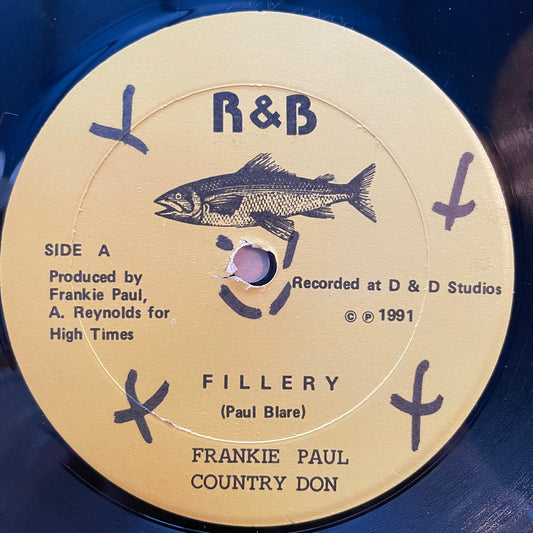 R&B
SIDE A
Produced by
Frankie Paul,
A. Reynolds for
High Times
Recorded at D & D Studios
© ℗ 1991
FILLERY
(Paul Blare)
FRANKIE PAUL
COUNTRY DON